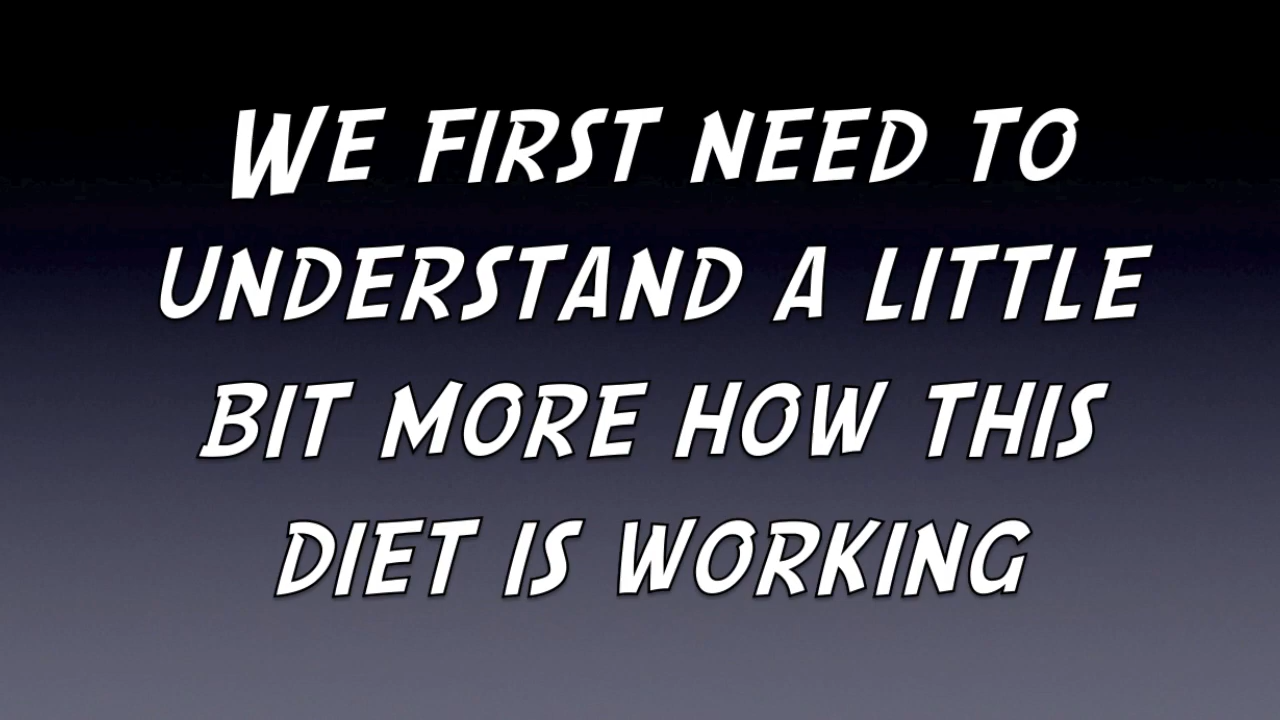 We first need to
understand a little
bit more how this
diet is working